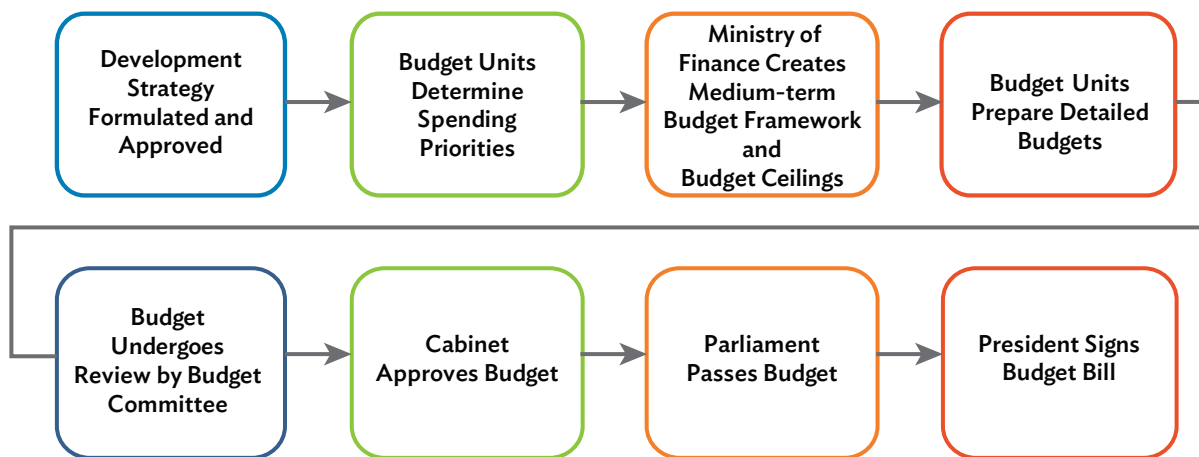 Development
Strategy
Formulated and
Approved
Budget Units
Determine
Spending
Priorities
Ministry of
Finance Creates
Medium-term
Budget Framework
and
Budget Ceilings
Budget Units
Prepare Detailed
Budgets
Budget
Undergoes
Review by Budget
Committee
Cabinet
Approves Budget
Parliament
Passes Budget
President Signs
Budget Bill